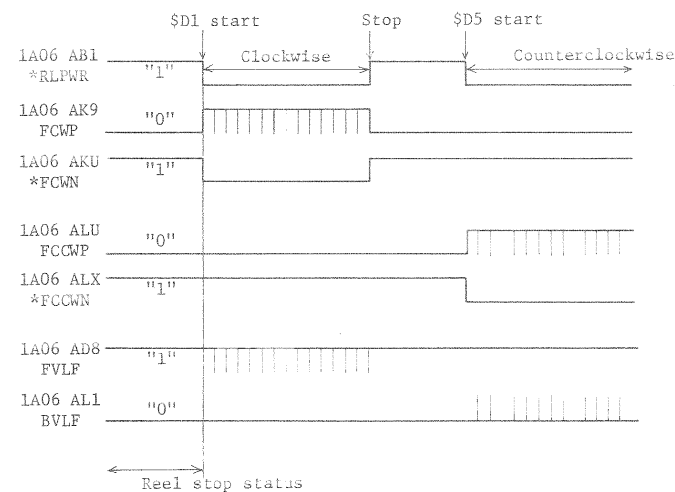 $D1 start Stop $D5 start
1A06 AB1 "1" Clockwise Counterclockwise
*RLPWR
1A06 AK9 "0"
FCWP
1A06 AKU "1"
*FCWN
1A06 ALU "0"
FCCWP
1A06 ALX "1"
*FCCWN
1A06 AD8 "1"
FVLF
1A06 AL1 "0"
BVLF
Reel stop status